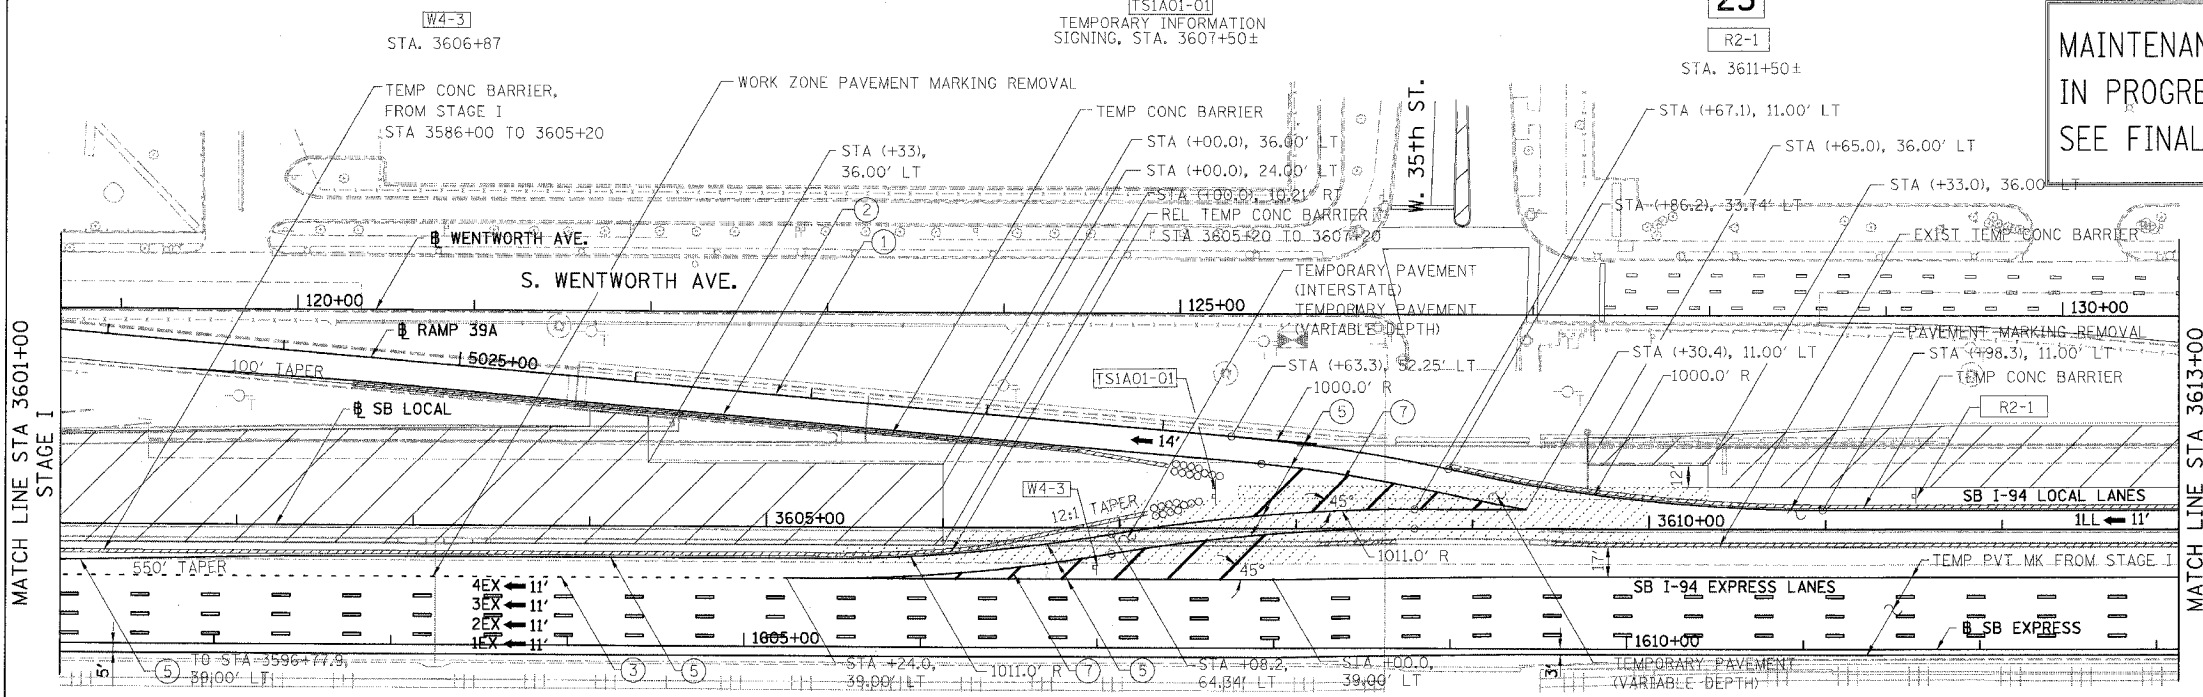 W4-3
STA. 3606+87
TS1A01-01
TEMPORARY INFORMATION
SIGNING, STA. 3607+50±
25
R2-1
STA. 3611+50±
MAINTENAN
IN PROGRE
SEE FINAL
TEMP CONC BARRIER,
FROM STAGE I
STA 3586+00 TO 3605+20
WORK ZONE PAVEMENT MARKING REMOVAL
TEMP CONC BARRIER
STA (+33),
36.00' LT
STA (+00.0), 36.00' LT
STA (+00.0), 24.00' LT
STA (+00.0), 10.21' RT
REL TEMP CONC BARRIER
STA 3605+20 TO 3607+20
W. 35th ST.
STA (+67.1), 11.00' LT
STA (+65.0), 36.00' LT
STA (+33.0), 36.00' LT
STA (+86.2), 33.74' LT
EXIST TEMP CONC BARRIER
2
1
℄ WENTWORTH AVE.
S. WENTWORTH AVE.
TEMPORARY PAVEMENT
(INTERSTATE)
TEMPORARY PAVEMENT
(VARIABLE DEPTH)
120+00
125+00
130+00
℄ RAMP 39A
5025+00
100' TAPER
℄ SB LOCAL
TS1A01-01
STA (+63.3), 52.25' LT
1000.0' R
5
7
STA (+30.4), 11.00' LT
1000.0' R
PAVEMENT MARKING REMOVAL
STA (+98.3), 11.00' LT
TEMP CONC BARRIER
R2-1
14'
12'
MATCH LINE STA 3601+00
STAGE I
MATCH LINE STA 3613+00
W4-3
12:1 TAPER
45°
3605+00
3610+00
SB I-94 LOCAL LANES
1LL 11'
1011.0' R
45°
17'
TEMP PVT MK FROM STAGE I
550' TAPER
4EX 11'
3EX 11'
2EX 11'
1EX 11'
SB I-94 EXPRESS LANES
1605+00
1610+00
℄ SB EXPRESS
5'
5
TO STA 3596+77.9,
39.00' LT
3
5
STA +24.0,
39.00' LT
1011.0' R
7
5
STA +08.2,
64.34' LT
STA +00.0,
39.00' LT
3'
TEMPORARY PAVEMENT
(VARIABLE DEPTH)